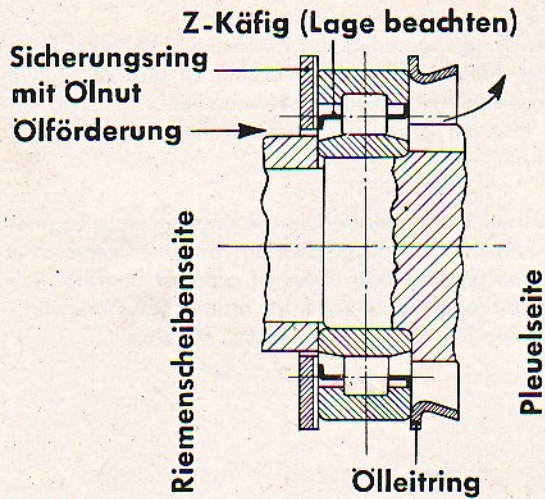 Z-Käfig (Lage beachten)
Sicherungsring
mit Ölnut
Ölförderung
Riemenscheibenseite
Pleuelseite
Ölleitring